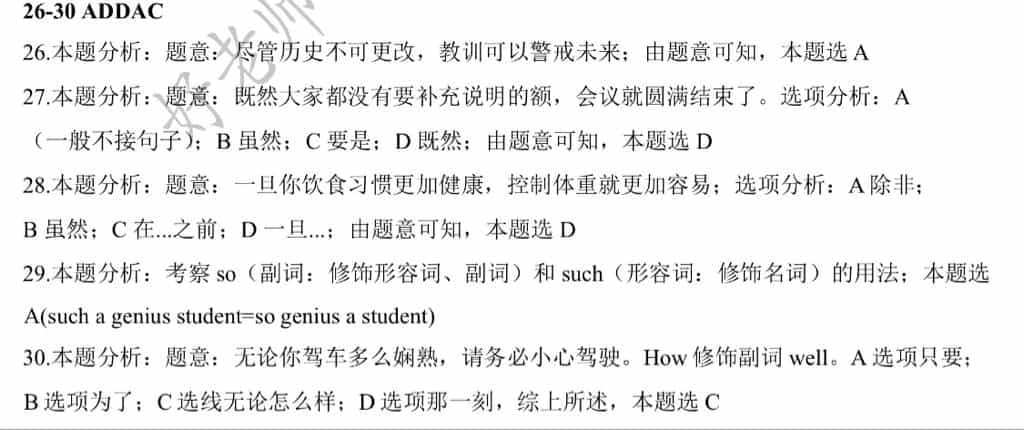 26-30 ADDAC
26.本题分析：题意：尽管历史不可更改，教训可以警戒未来；由题意可知，本题选 A
27.本题分析：题意：既然大家都没有要补充说明的额，会议就圆满结束了。选项分析：A
（一般不接句子）；B 虽然；C 要是；D 既然；由题意可知，本题选 D
28.本题分析：题意：一旦你饮食习惯更加健康，控制体重就更加容易；选项分析：A 除非；
B 虽然；C 在...之前；D 一旦...；由题意可知，本题选 D
29.本题分析：考察 so（副词：修饰形容词、副词）和 such（形容词：修饰名词）的用法；本题选
A(such a genius student=so genius a student)
30.本题分析：题意：无论你驾车多么娴熟，请务必小心驾驶。How 修饰副词 well。A 选项只要；
B 选项为了；C 选线无论怎么样；D 选项那一刻，综上所述，本题选 C
好老师